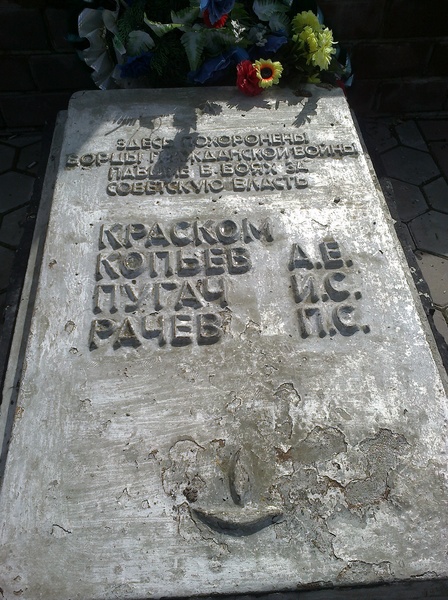 ЗДЕСЬ ПОХОРОНЕНЫ
БОРЦЫ ГРАЖДАНСКОЙ ВОЙНЫ
ПАВШИЕ В БОЯХ ЗА
СОВЕТСКУЮ ВЛАСТЬ
КРАСКОМ
КОПЬЕВ Д.Е.
ПУГАЧ И.С.
РАЧЕВ П.С.